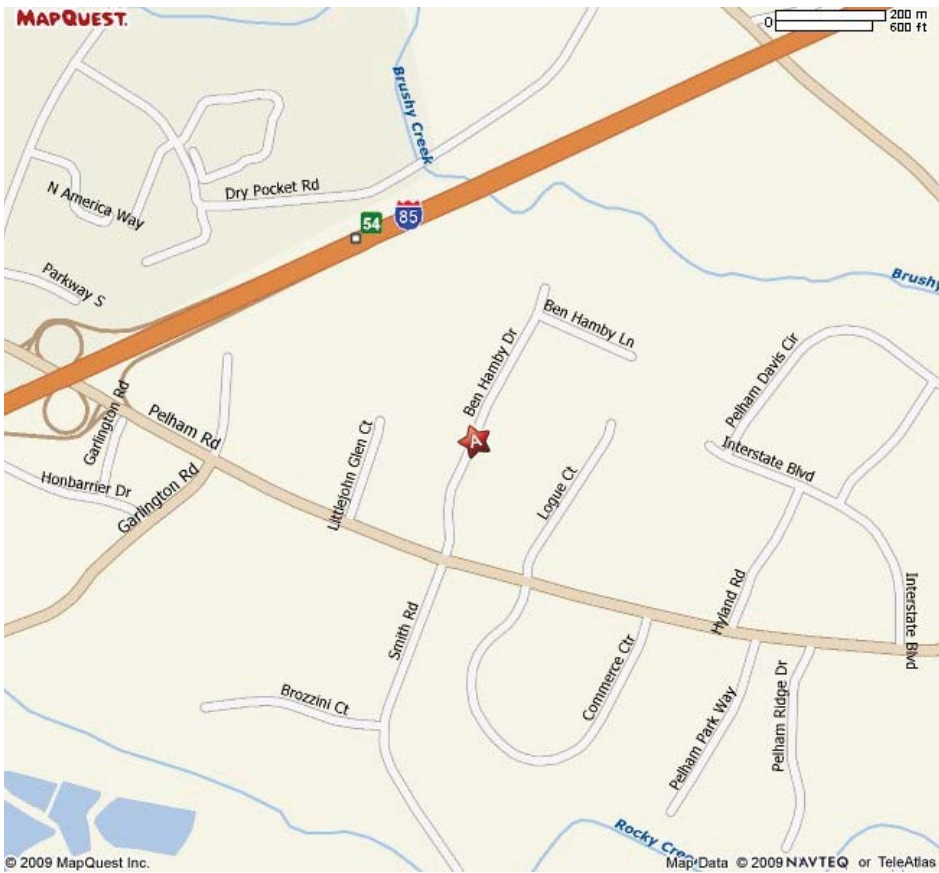 MAPQUEST.
0 200 m
600 ft
Brushy Creek
N America Way
Dry Pocket Rd
54
85
Parkway S
Brushy
Ben Hamby Ln
Ben Hamby Dr
Pelham Davis Cir
Garlington Rd
Pelham Rd
A
Littlejohn Glen Ct
Interstate Blvd
Honbarrier Dr
Garlington Rd
Logue Ct
Hyland Rd
Interstate Blvd
Smith Rd
Commerce Ctr
Brozzini Ct
Pelham Park Way
Pelham Ridge Dr
Rocky Creek
© 2009 MapQuest Inc.
Map Data © 2009 NAVTEQ or TeleAtlas